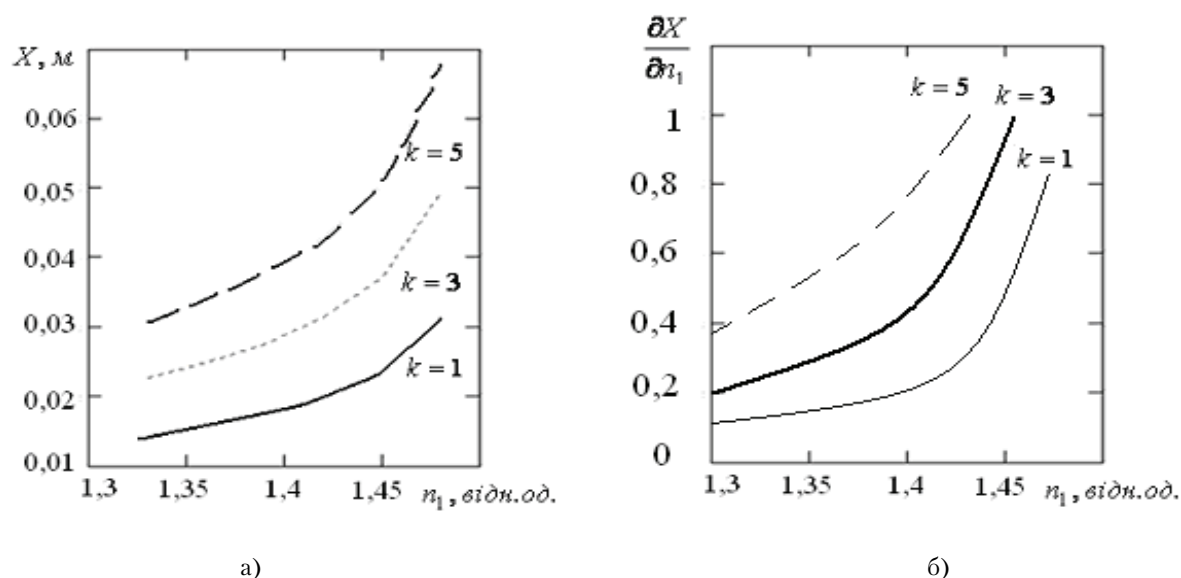 X, м
0,06
0,05
0,04
0,03
0,02
0,01
1,3
1,35
1,4
1,45
n₁, відн.од.
k = 5
k = 3
k = 1
а)
∂X
∂n₁
1
0,8
0,6
0,4
0,2
0
1,3
1,35
1,4
1,45
n₁, відн.од.
k = 5
k = 3
k = 1
б)